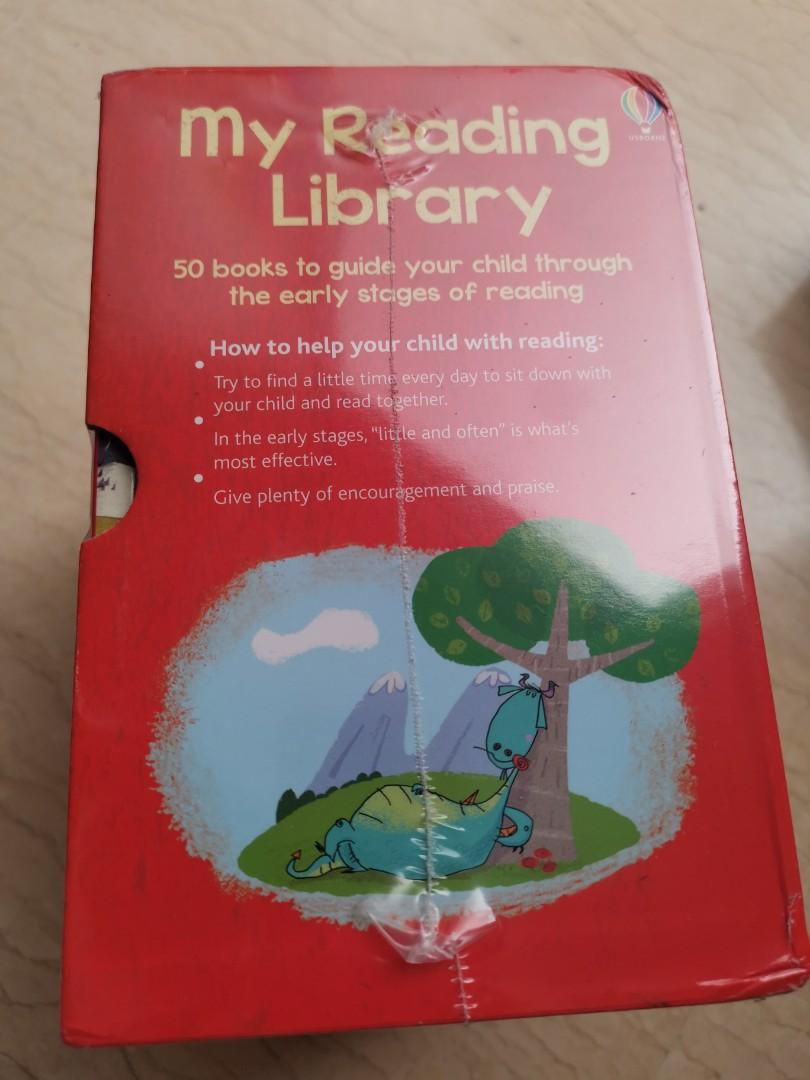 My Reading
Library
USBORNE
50 books to guide your child through
the early stages of reading
How to help your child with reading:
• Try to find a little time every day to sit down with
your child and read together.
• In the early stages, “little and often” is what's
most effective.
• Give plenty of encouragement and praise.